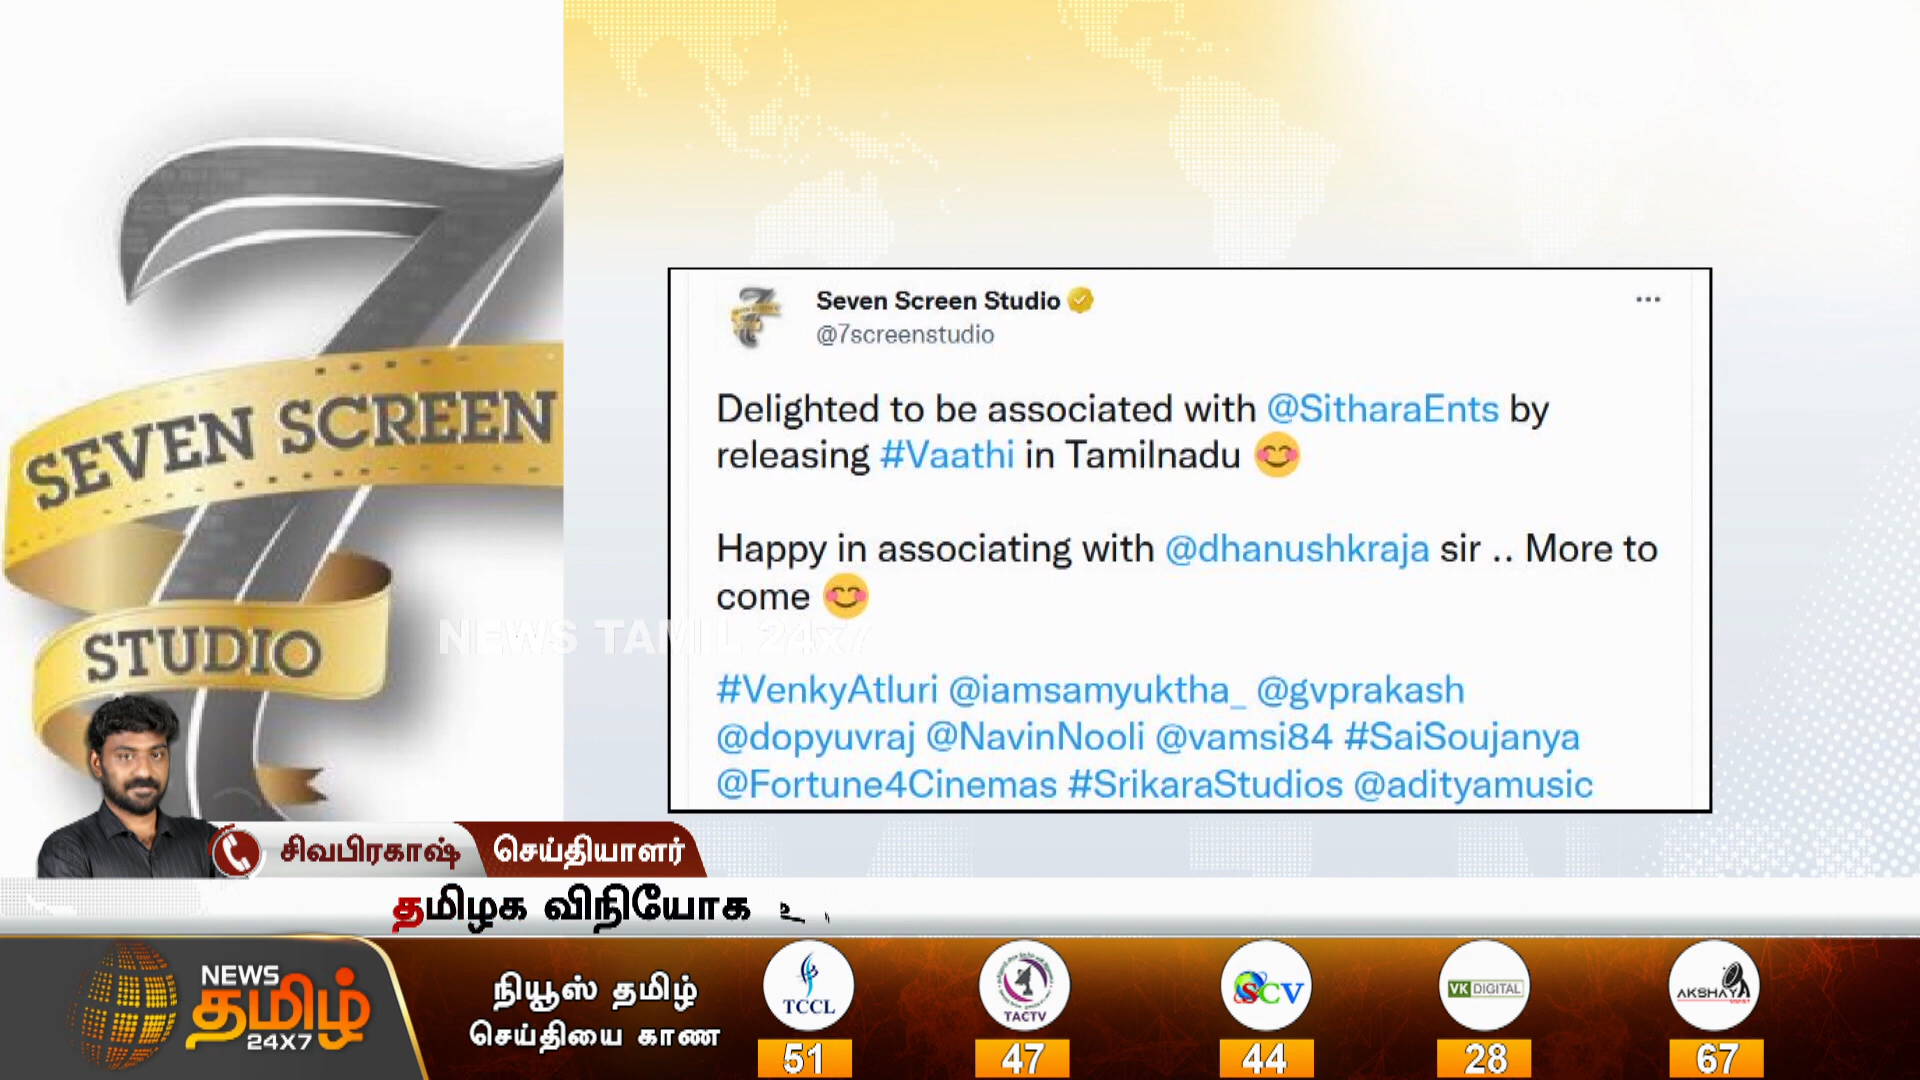 SEVEN SCREEN
STUDIO
Seven Screen Studio
@7screenstudio
Delighted to be associated with @SitharaEnts by
releasing #Vaathi in Tamilnadu 😊
Happy in associating with @dhanushkraja sir .. More to
come 😊
NEWS TAMIL 24x7
#VenkyAtluri @iamsamyuktha_ @gvprakash
@dopyuvraj @NavinNooli @vamsi84 #SaiSoujanya
@Fortune4Cinemas #SrikaraStudios @adityamusic
சிவபிரகாஷ் செய்தியாளர்
தமிழக விநியோக
NEWS
தமிழ்
24X7
நியூஸ் தமிழ்
செய்தியை காண
TCCL
51
TACTV
47
SCV
44
VK DIGITAL
28
AKSHAYA
67